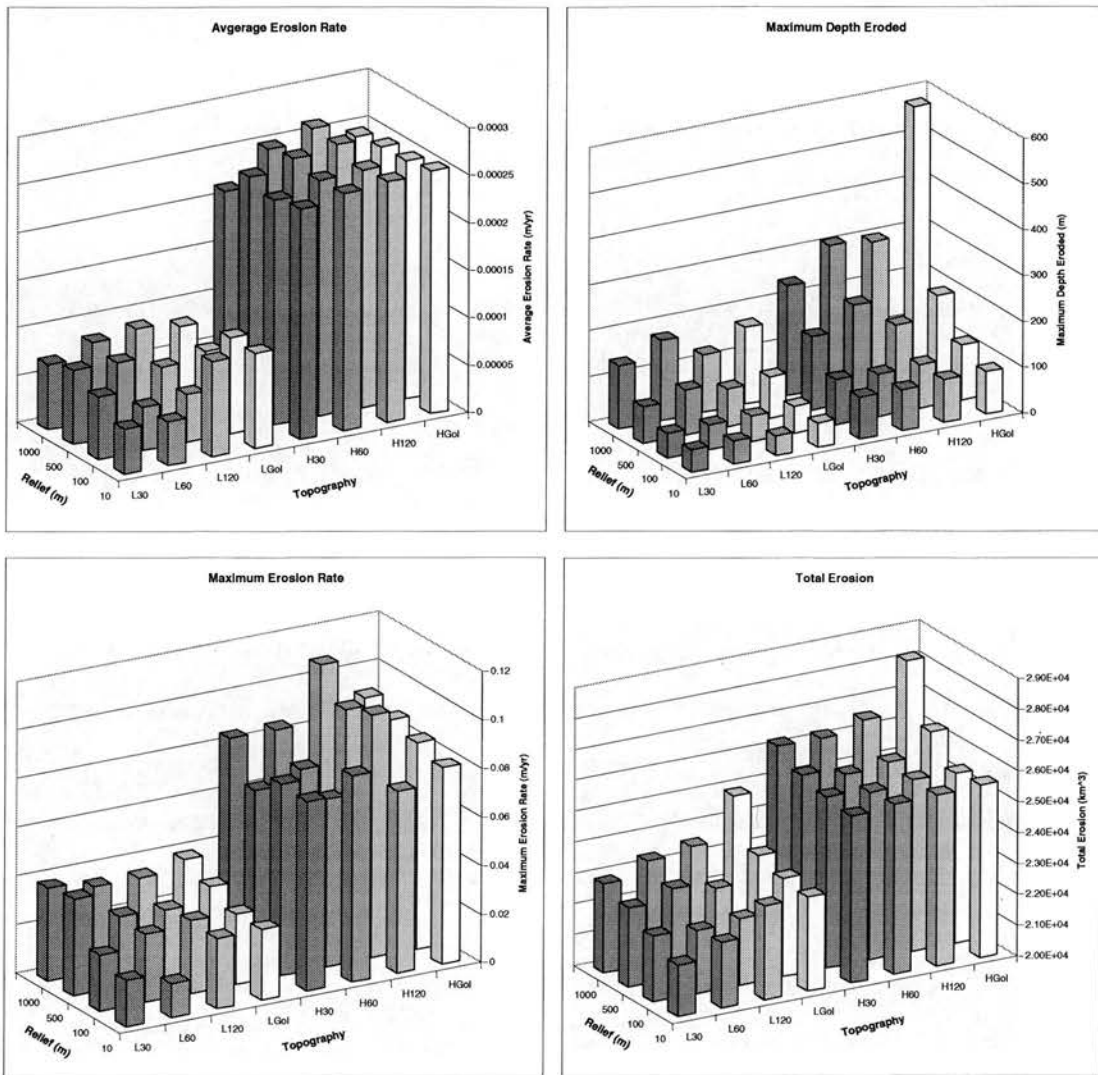 Avgerage Erosion Rate
0.0003
0.00025
0.0002
0.00015
0.0001
0.00005
0
Average Erosion Rate (m/yr)
1000
500
100
10
Relief (m)
L30
L60
L120
LGol
H30
H60
H120
HGol
Topography
Maximum Depth Eroded
600
500
400
300
200
100
0
Maximum Depth Eroded (m)
1000
500
100
10
Relief (m)
L30
L60
L120
LGol
H30
H60
H120
HGol
Topography
Maximum Erosion Rate
0.12
0.1
0.08
0.06
0.04
0.02
0
Maximum Erosion Rate (m/yr)
1000
500
100
10
Relief (m)
L30
L60
L120
LGol
H30
H60
H120
HGol
Topography
Total Erosion
2.90E+04
2.80E+04
2.70E+04
2.60E+04
2.50E+04
2.40E+04
2.30E+04
2.20E+04
2.10E+04
2.00E+04
Total Erosion (km^3)
1000
500
100
10
Relief (m)
L30
L60
L120
LGol
H30
H60
H120
HGol
Topography